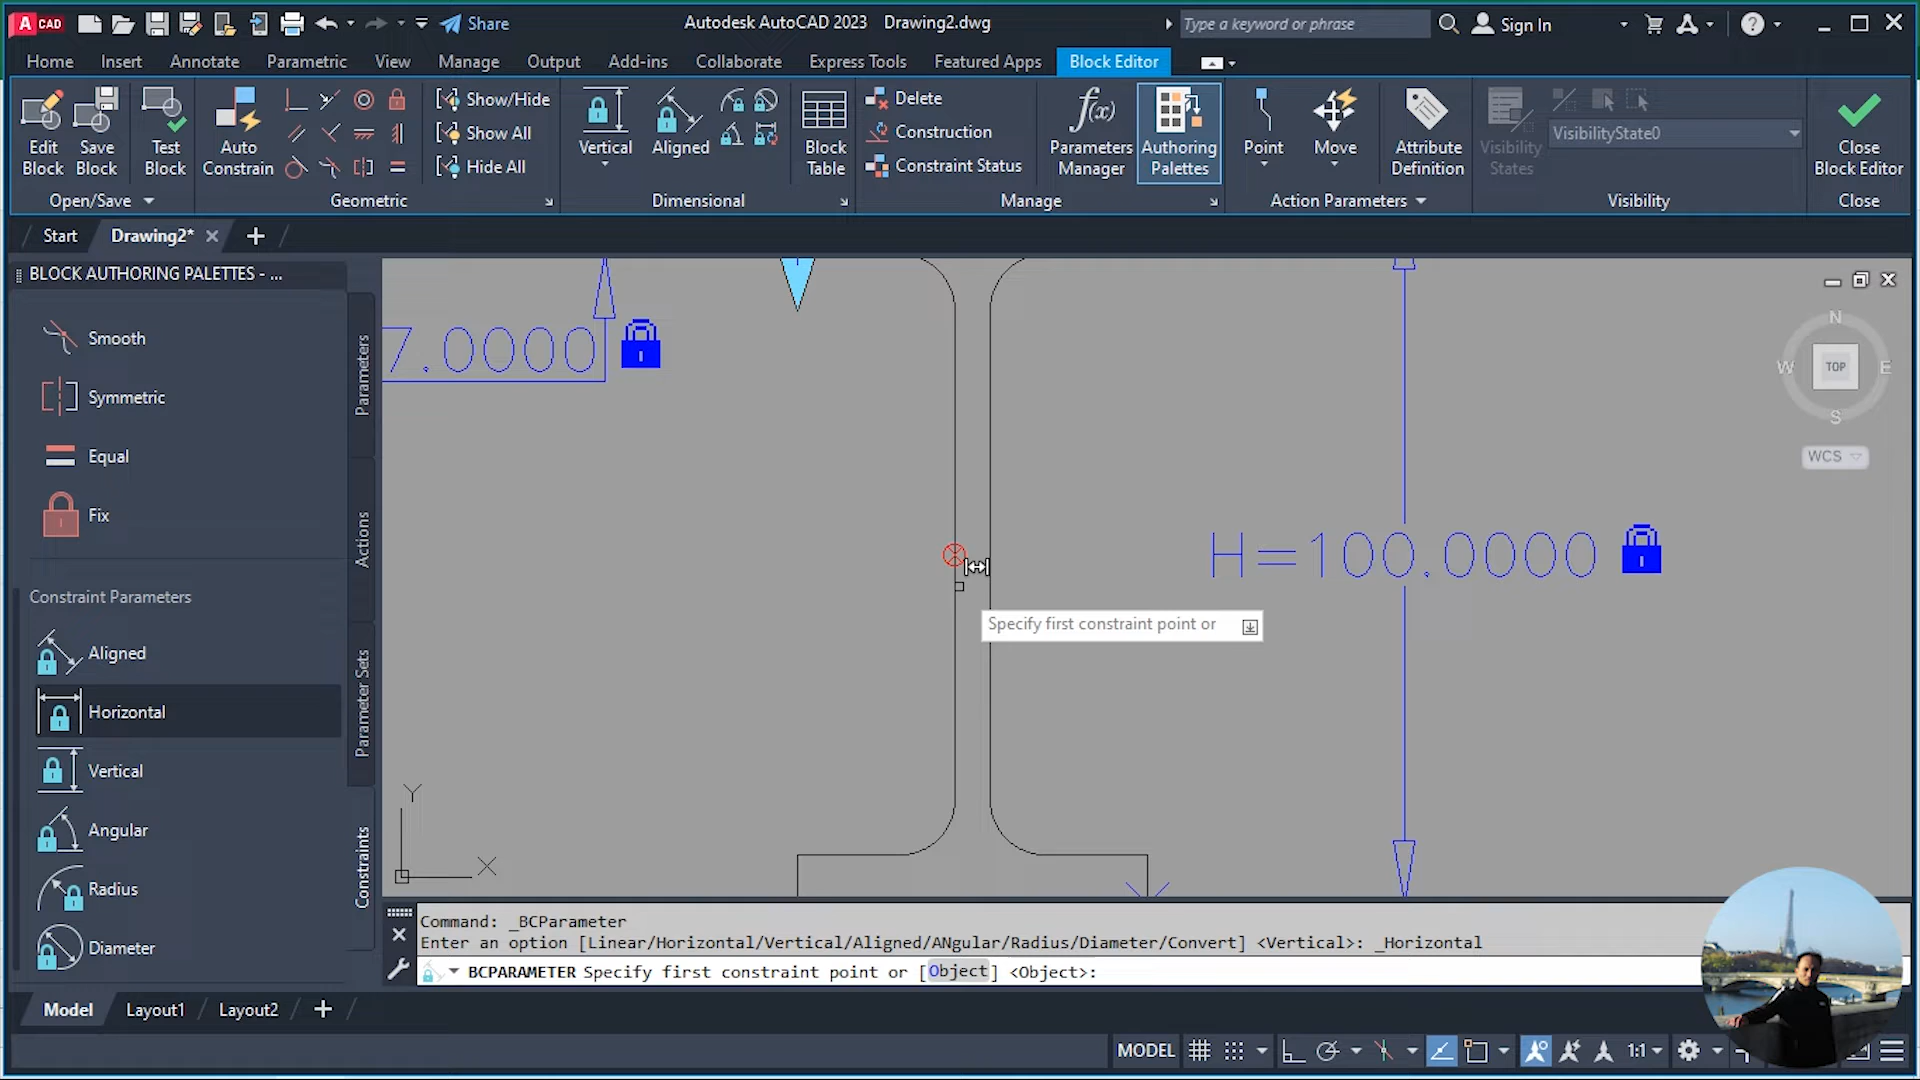 A CAD
Share
Autodesk AutoCAD 2023 Drawing2.dwg
Type a keyword or phrase
Sign In
Home Insert Annotate Parametric View Manage Output Add-ins Collaborate Express Tools Featured Apps Block Editor
Edit Block
Save Block
Test Block
Open/Save
Auto Constrain
Show/Hide
Show All
Hide All
Geometric
Vertical
Aligned
Block Table
Dimensional
Delete
Construction
Constraint Status
Parameters Manager
Authoring Palettes
Manage
Point
Move
Action Parameters
Attribute Definition
Visibility States
VisibilityState0
Visibility
Close Block Editor
Close
Start
Drawing2*
BLOCK AUTHORING PALETTES - ...
Smooth
Symmetric
Equal
Fix
Constraint Parameters
Aligned
Horizontal
Vertical
Angular
Radius
Diameter
Parameters
Actions
Parameter Sets
Constraints
7.0000
H=100.0000
Specify first constraint point or
N
W TOP E
S
WCS
Y
X
Command: _BCParameter
Enter an option [Linear/Horizontal/Vertical/Aligned/ANgular/Radius/Diameter/Convert] <Vertical>: _Horizontal
BCPARAMETER Specify first constraint point or [Object] <Object>:
Model Layout1 Layout2
MODEL
1:1